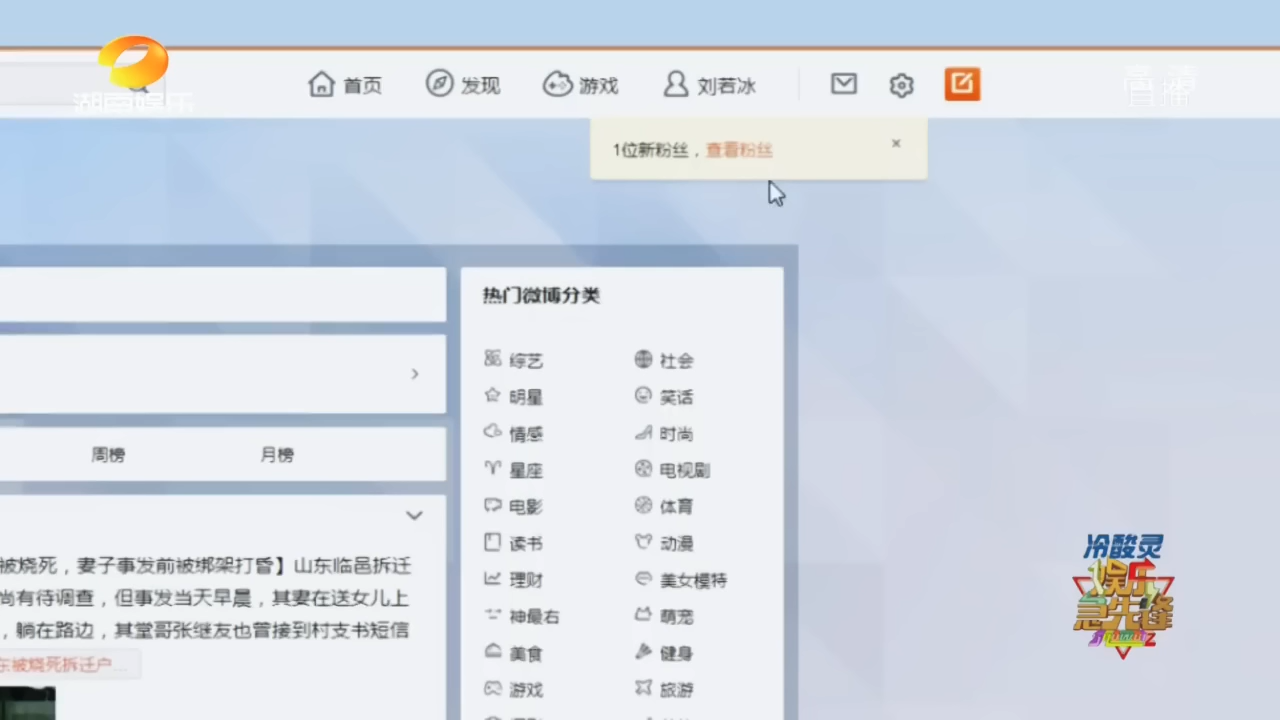 湖南娱乐
首页
发现
游戏
刘若冰
高清
直播
1位新粉丝，查看粉丝
×
热门微博分类
综艺
社会
明星
笑话
情感
时尚
星座
电视剧
周榜
月榜
电影
体育
读书
动漫
理财
美女模特
神最右
萌宠
美食
健身
游戏
旅游
被烧死，妻子事发前被绑架打昏】山东临邑拆迁
尚有待调查，但事发当天早晨，其妻在送女儿上
，躺在路边，其堂哥张继友也曾接到村支书短信
东被烧死拆迁户...
冷酸灵
娱乐
急先锋